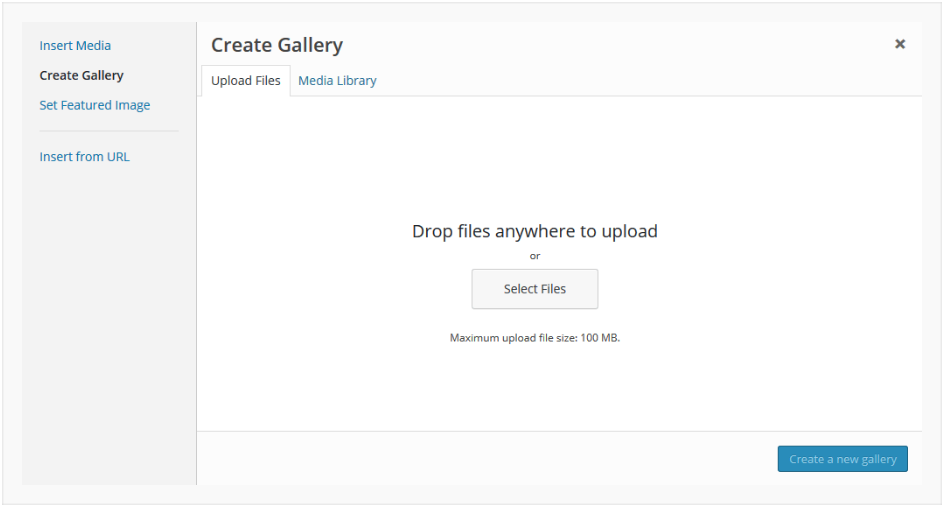 Insert Media
Create Gallery
Set Featured Image
Insert from URL
Create Gallery
Upload Files
Media Library
Drop files anywhere to upload
or
Select Files
Maximum upload file size: 100 MB.
Create a new gallery